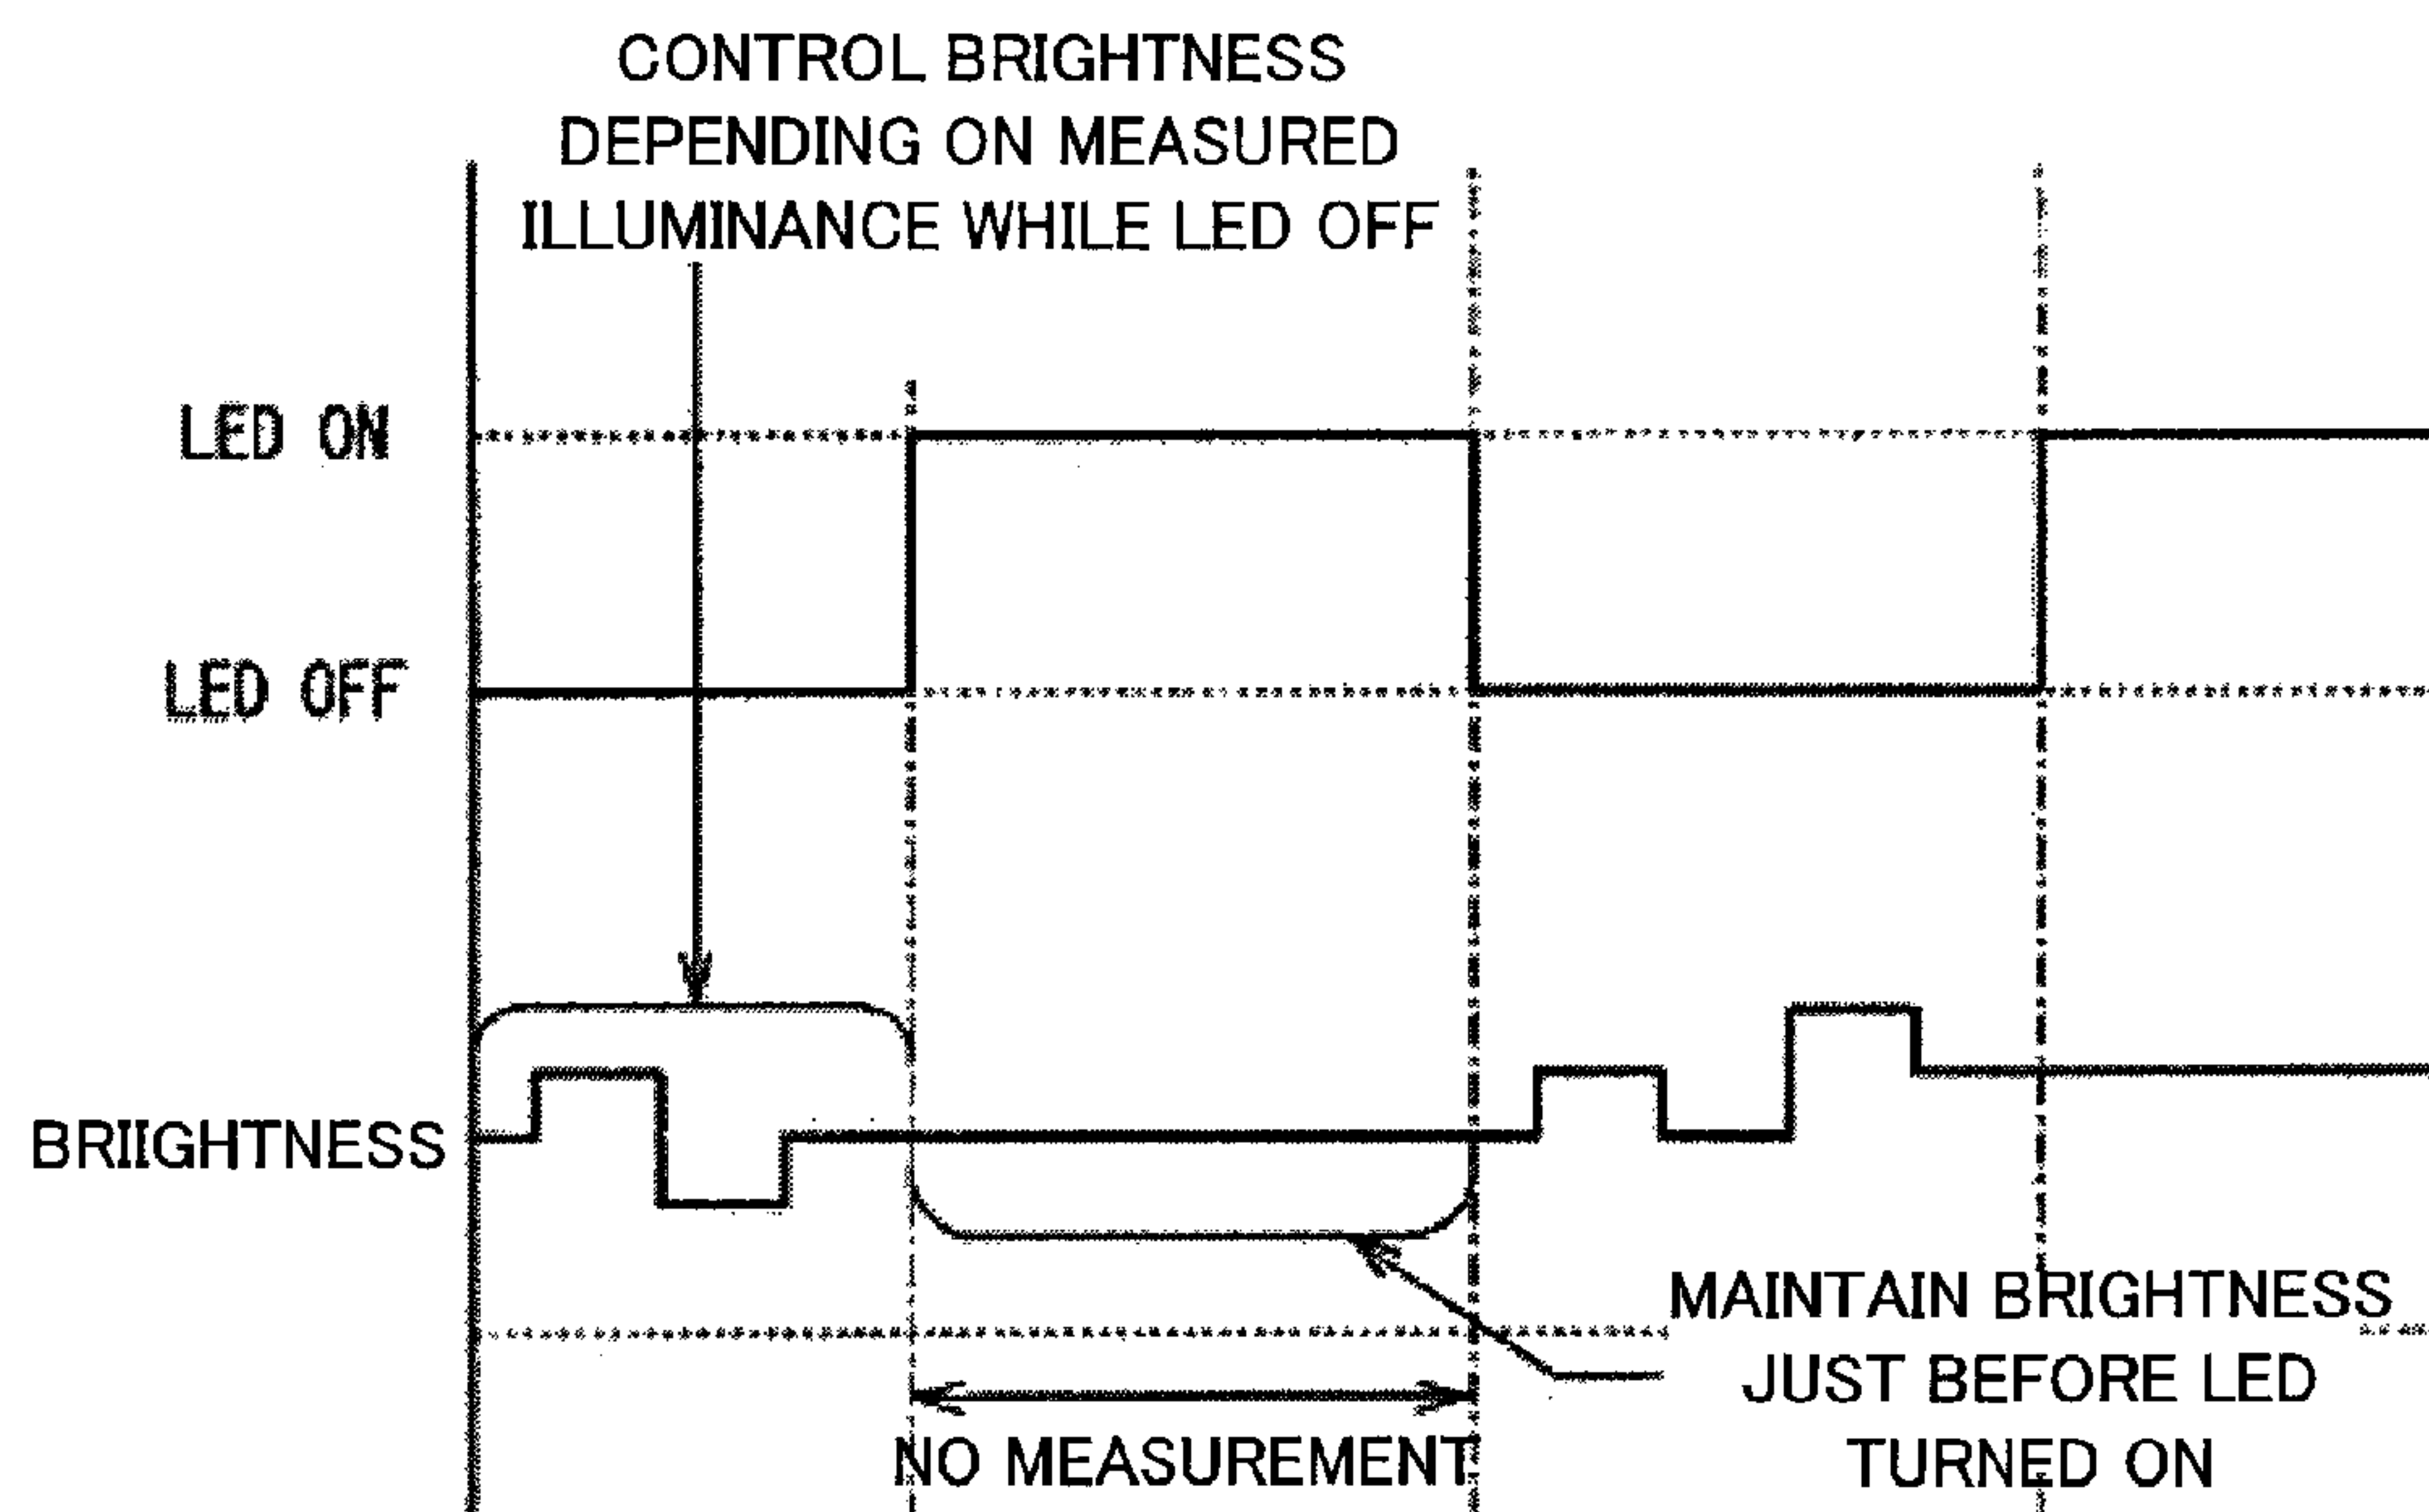 CONTROL BRIGHTNESS
DEPENDING ON MEASURED
ILLUMINANCE WHILE LED OFF
LED ON
LED OFF
BRIIGHTNESS
MAINTAIN BRIGHTNESS
JUST BEFORE LED
TURNED ON
NO MEASUREMENT